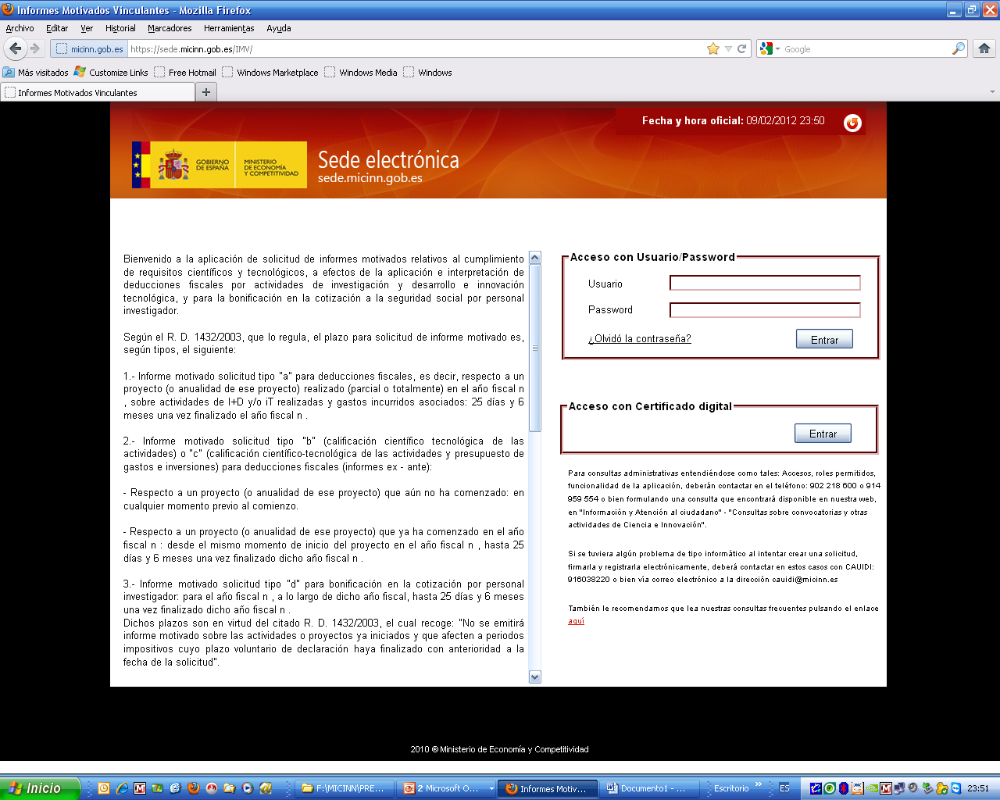 Informes Motivados Vinculantes - Mozilla Firefox
Archivo Editar Ver Historial Marcadores Herramientas Ayuda
micinn.gob.es https://sede.micinn.gob.es/IMV/ Google
Más visitados Customize Links Free Hotmail Windows Marketplace Windows Media Windows
Informes Motivados Vinculantes
Fecha y hora oficial: 09/02/2012 23:50
GOBIERNO DE ESPAÑA
MINISTERIO DE ECONOMÍA Y COMPETITIVIDAD
Sede electrónica
sede.micinn.gob.es
Bienvenido a la aplicación de solicitud de informes motivados relativos al cumplimiento
de requisitos científicos y tecnológicos, a efectos de la aplicación e interpretación de
deducciones fiscales por actividades de investigación y desarrollo e innovación
tecnológica, y para la bonificación en la cotización a la seguridad social por personal
investigador.
Según el R. D. 1432/2003, que lo regula, el plazo para solicitud de informe motivado es,
según tipos, el siguiente:
1.- Informe motivado solicitud tipo "a" para deducciones fiscales, es decir, respecto a un
proyecto (o anualidad de ese proyecto) realizado (parcial o totalmente) en el año fiscal n
, sobre actividades de I+D y/o iT realizadas y gastos incurridos asociados: 25 días y 6
meses una vez finalizado el año fiscal n .
2.- Informe motivado solicitud tipo "b" (calificación científico tecnológica de las
actividades) o "c" (calificación científico-tecnológica de las actividades y presupuesto de
gastos e inversiones) para deducciones fiscales (informes ex - ante):
- Respecto a un proyecto (o anualidad de ese proyecto) que aún no ha comenzado: en
cualquier momento previo al comienzo.
- Respecto a un proyecto (o anualidad de ese proyecto) que ya ha comenzado en el año
fiscal n : desde el mismo momento de inicio del proyecto en el año fiscal n , hasta 25
días y 6 meses una vez finalizado dicho año fiscal n .
3.- Informe motivado solicitud tipo "d" para bonificación en la cotización por personal
investigador: para el año fiscal n , a lo largo de dicho año fiscal, hasta 25 días y 6 meses
una vez finalizado dicho año fiscal n .
Dichos plazos son en virtud del citado R. D. 1432/2003, el cual recoge: "No se emitirá
informe motivado sobre las actividades o proyectos ya iniciados y que afecten a periodos
impositivos cuyo plazo voluntario de declaración haya finalizado con anterioridad a la
fecha de la solicitud".
Acceso con Usuario/Password
Usuario
Password
¿Olvidó la contraseña? Entrar
Acceso con Certificado digital
Entrar
Para consultas administrativas entendiéndose como tales: Accesos, roles permitidos,
funcionalidad de la aplicación, deberán contactar en el teléfono: 902 218 600 o 914
959 554 o bien formulando una consulta que encontrará disponible en nuestra web,
en "Información y Atención al ciudadano" - "Consultas sobre convocatorias y otras
actividades de Ciencia e Innovación".
Si se tuviera algún problema de tipo informático al intentar crear una solicitud,
firmarla y registrarla electrónicamente, deberá contactar en estos casos con CAUIDI:
916038220 o bien vía correo electrónico a la dirección cauidi@micinn.es
También le recomendamos que lea nuestras consultas frecuentes pulsando el enlace
aquí
2010 ® Ministerio de Economía y Competitividad
Inicio F:\MICINN\PRE... 2 Microsoft O... Informes Motiv... Documento1 - ... Escritorio » ES 23:51